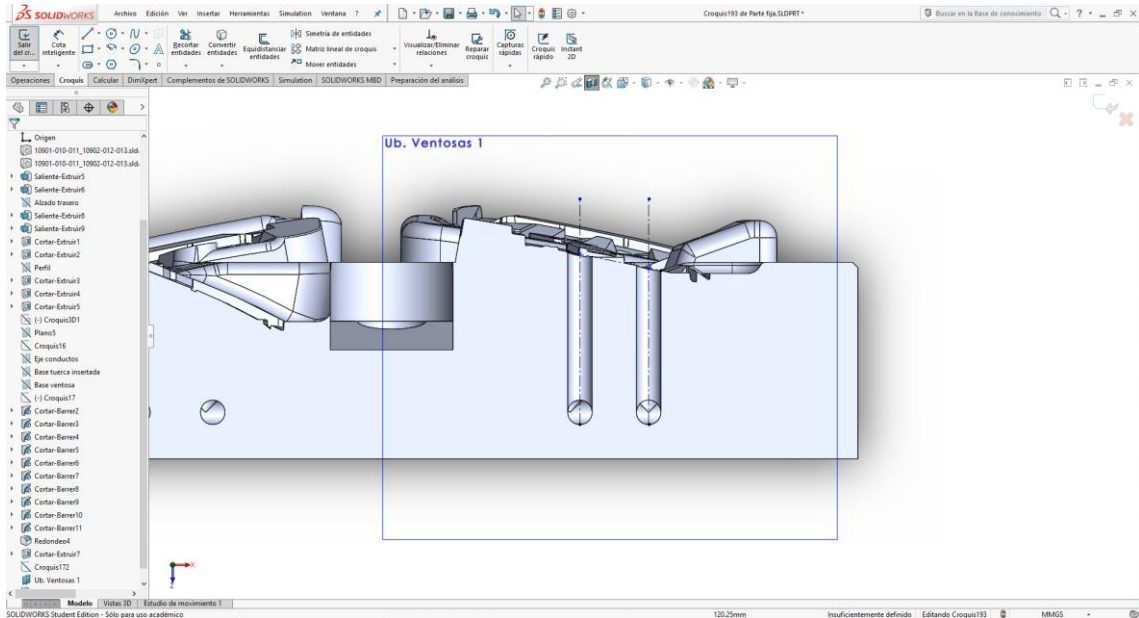 SOLIDWORKS
Archivo Edición Ver Insertar Herramientas Simulation Ventana ?
Croquis193 de Parte fija.SLDPRT *
Buscar en la Base de conocimiento
Salir del cr...
Cota inteligente
Recortar entidades
Convertir entidades
Equidistanciar entidades
Simetría de entidades
Matriz lineal de croquis
Mover entidades
Visualizar/Eliminar relaciones
Reparar croquis
Capturas rápidas
Croquis rápido
Instant 2D
Operaciones Croquis Calcular DimXpert Complementos de SOLIDWORKS Simulation SOLIDWORKS MBD Preparación del análisis
Origen
10901-010-011_10902-012-013.sld
10901-010-011_10902-012-013.sld
Saliente-Extruir5
Saliente-Extruir6
Alzado trasero
Saliente-Extruir8
Saliente-Extruir9
Cortar-Extruir1
Cortar-Extruir2
Perfil
Cortar-Extruir3
Cortar-Extruir4
Cortar-Extruir5
(-) Croquis3D1
Plano5
Croquis16
Eje conductos
Base tuerca insertada
Base ventosa
(-) Croquis17
Cortar-Barrer2
Cortar-Barrer3
Cortar-Barrer4
Cortar-Barrer5
Cortar-Barrer6
Cortar-Barrer7
Cortar-Barrer8
Cortar-Barrer9
Cortar-Barrer10
Cortar-Barrer11
Redondeo4
Cortar-Extruir7
Croquis172
Ub. Ventosas 1
Ub. Ventosas 1
X
Z
Modelo Vistas 3D Estudio de movimiento 1
SOLIDWORKS Student Edition - Sólo para uso académico
120.25mm Insuficientemente definido Editando Croquis193 MMGS